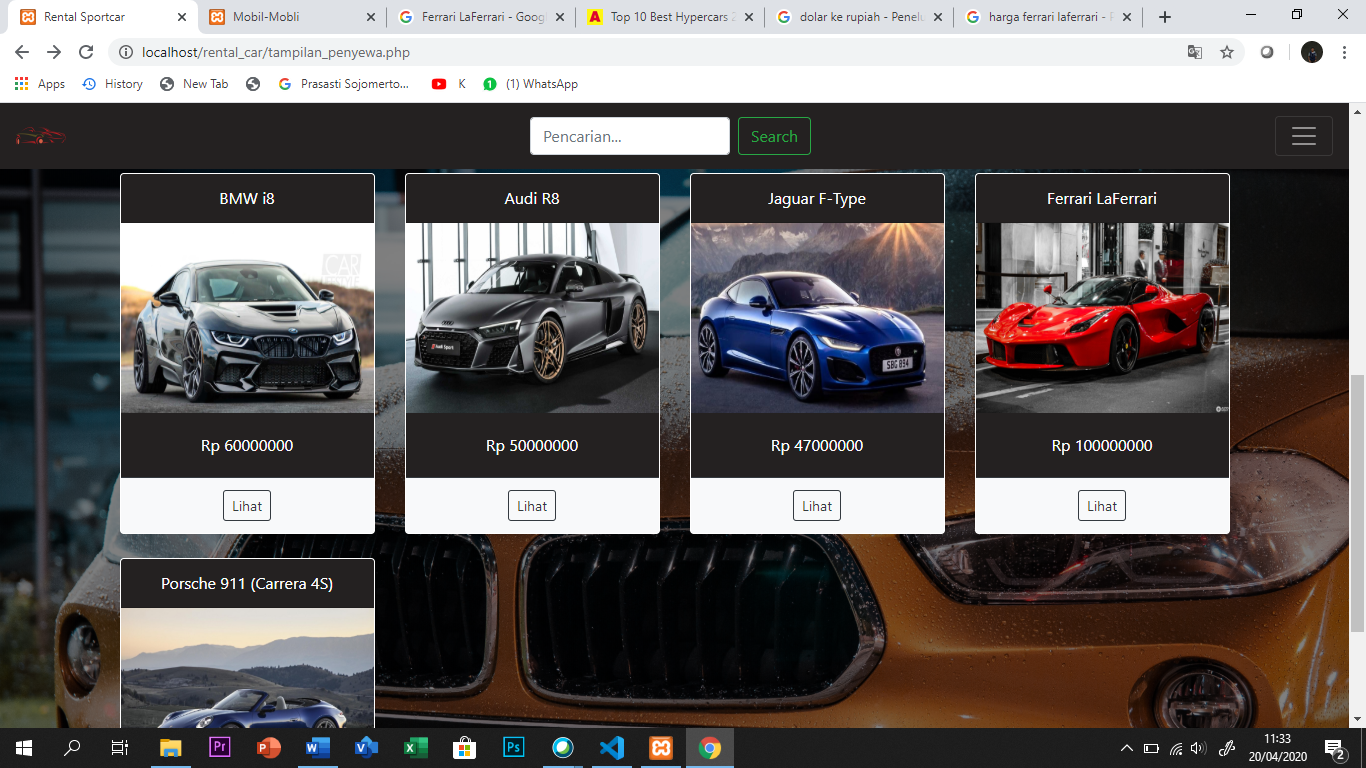 Rental Sportcar
Mobil-Mobli
Ferrari LaFerrari - Goog
Top 10 Best Hypercars 2
dolar ke rupiah - Penelu
harga ferrari laferrari - P
localhost/rental_car/tampilan_penyewa.php
Apps
History
New Tab
Prasasti Sojomerto...
K
(1) WhatsApp
Pencarian...
Search
BMW i8
Audi R8
Jaguar F-Type
Ferrari LaFerrari
Rp 60000000
Rp 50000000
Rp 47000000
Rp 100000000
Lihat
Lihat
Lihat
Lihat
Porsche 911 (Carrera 4S)
11:33
20/04/2020
2